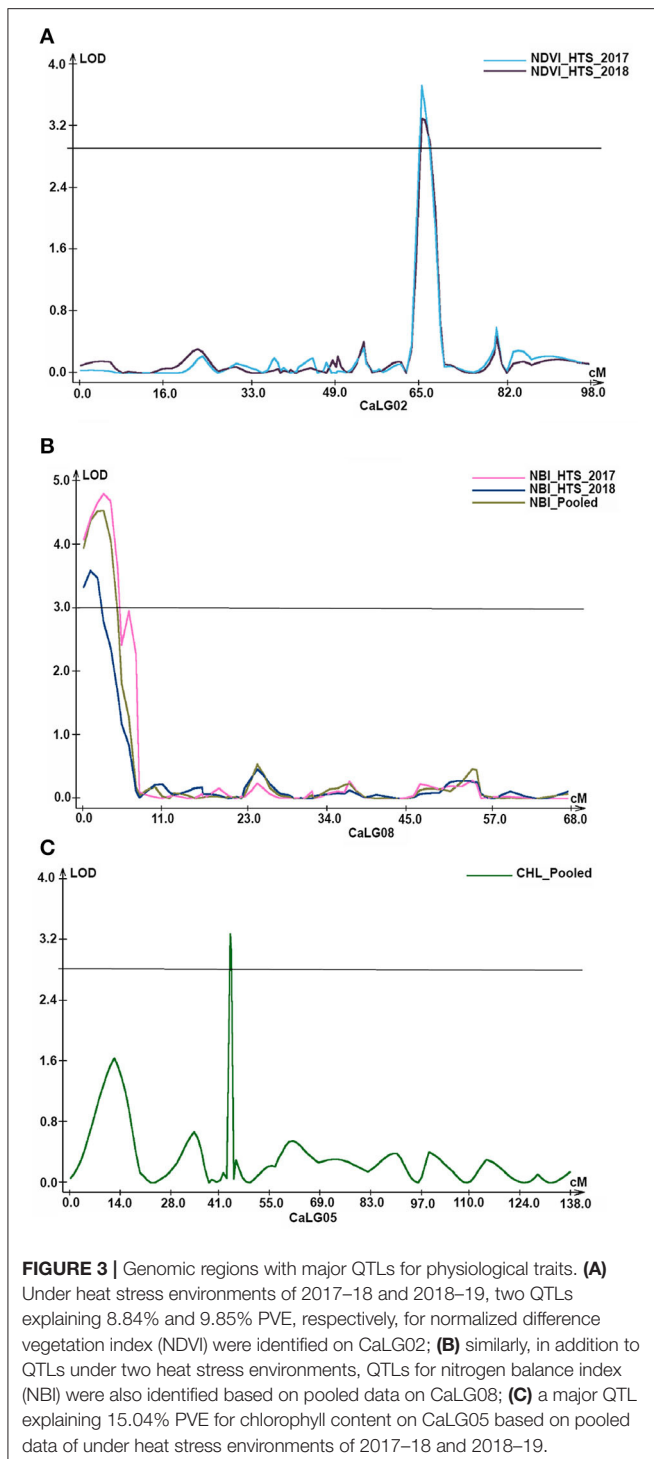 A
LOD
NDVI_HTS_2017
NDVI_HTS_2018
4.0
3.2
2.4
1.6
0.8
0.0
0.0 16.0 33.0 49.0 65.0 82.0 98.0
cM
CaLG02
B
LOD
NBI_HTS_2017
NBI_HTS_2018
NBI_Pooled
5.0
4.0
3.0
2.0
1.0
0.0
cM
0.0 11.0 23.0 34.0 45.0 57.0 68.0
CaLG08
C
LOD
CHL_Pooled
4.0
3.2
2.4
1.6
0.8
0.0
cM
0.0 14.0 28.0 41.0 55.0 69.0 83.0 97.0 110.0 124.0 138.0
CaLG05
FIGURE 3 | Genomic regions with major QTLs for physiological traits. (A)
Under heat stress environments of 2017–18 and 2018–19, two QTLs
explaining 8.84% and 9.85% PVE, respectively, for normalized difference
vegetation index (NDVI) were identified on CaLG02; (B) similarly, in addition to
QTLs under two heat stress environments, QTLs for nitrogen balance index
(NBI) were also identified based on pooled data on CaLG08; (C) a major QTL
explaining 15.04% PVE for chlorophyll content on CaLG05 based on pooled
data of under heat stress environments of 2017–18 and 2018–19.